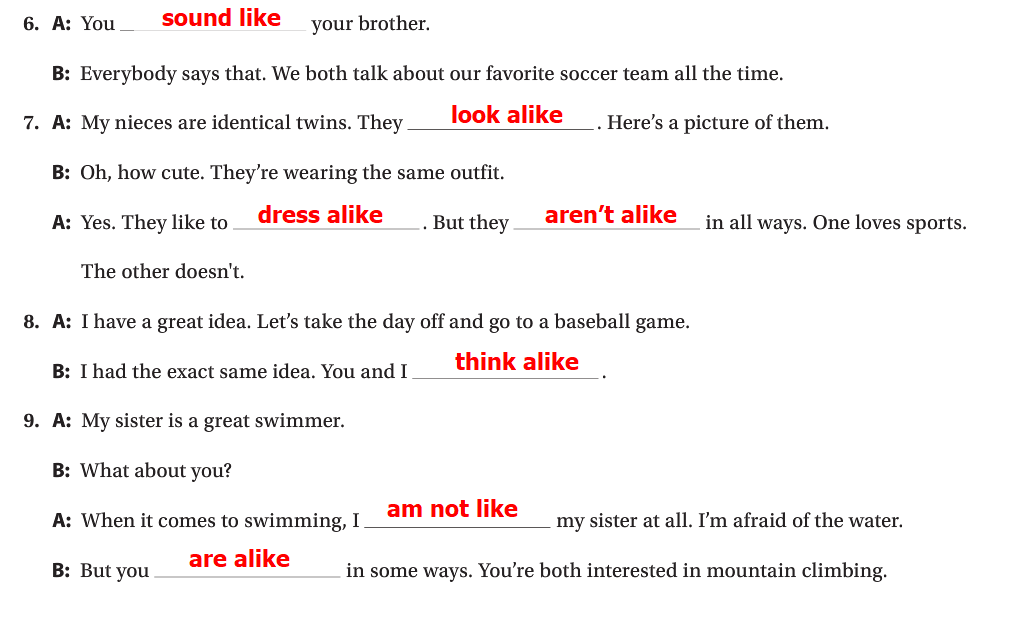 6. A: You sound like your brother.
B: Everybody says that. We both talk about our favorite soccer team all the time.
7. A: My nieces are identical twins. They look alike. Here's a picture of them.
B: Oh, how cute. They're wearing the same outfit.
A: Yes. They like to dress alike. But they aren't alike in all ways. One loves sports.
The other doesn't.
8. A: I have a great idea. Let's take the day off and go to a baseball game.
B: I had the exact same idea. You and I think alike.
9. A: My sister is a great swimmer.
B: What about you?
A: When it comes to swimming, I am not like my sister at all. I'm afraid of the water.
B: But you are alike in some ways. You're both interested in mountain climbing.